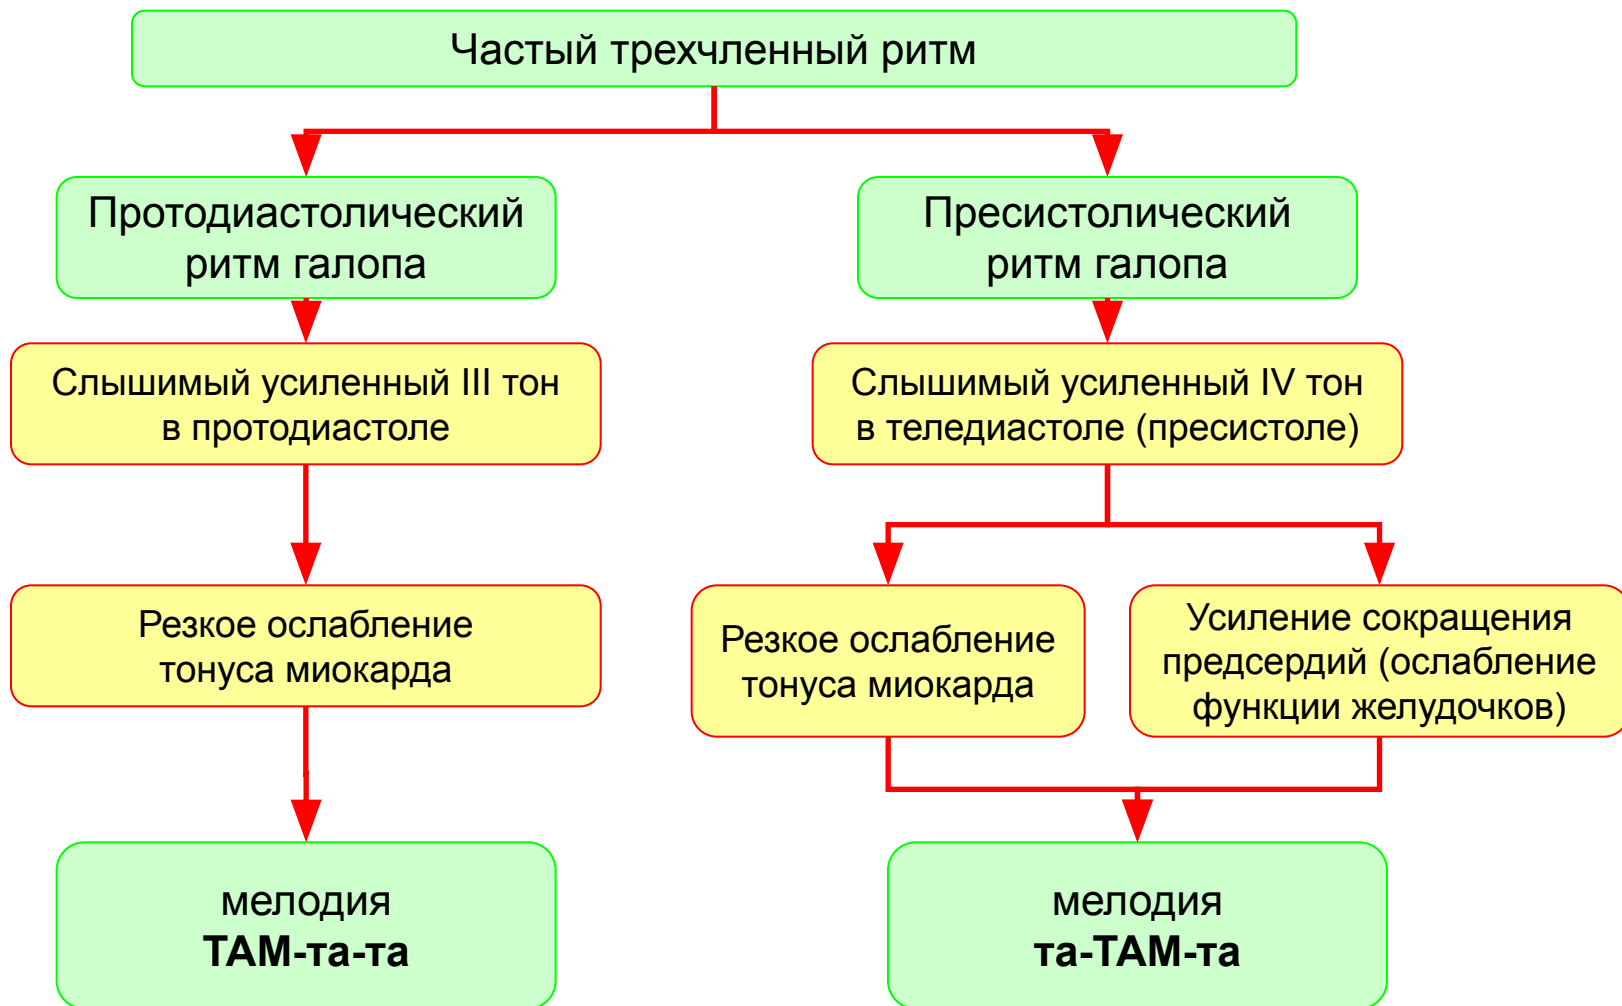 Частый трехчленный ритм
Протодиастолический
ритм галопа
Пресистолический
ритм галопа
Слышимый усиленный III тон
в протодиастоле
Слышимый усиленный IV тон
в теледиастоле (пресистоле)
Резкое ослабление
тонуса миокарда
Резкое ослабление
тонуса миокарда
Усиление сокращения
предсердий (ослабление
функции желудочков)
мелодия
ТАМ-та-та
мелодия
та-ТАМ-та